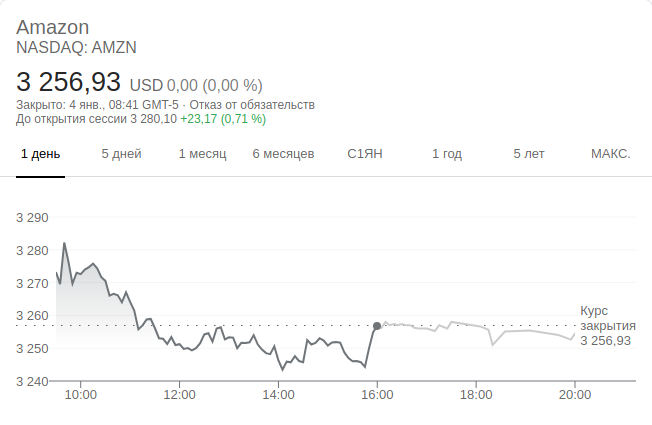 Amazon
NASDAQ: AMZN
3 256,93 USD 0,00 (0,00 %)
Закрыто: 4 янв., 08:41 GMT-5 · Отказ от обязательств
До открытия сессии 3 280,10 +23,17 (0,71 %)
1 день 5 дней 1 месяц 6 месяцев С1ЯН 1 год 5 лет МАКС.
3 290
3 280
3 270
3 260
3 250
3 240
Курс
закрытия
3 256,93
10:00 12:00 14:00 16:00 18:00 20:00